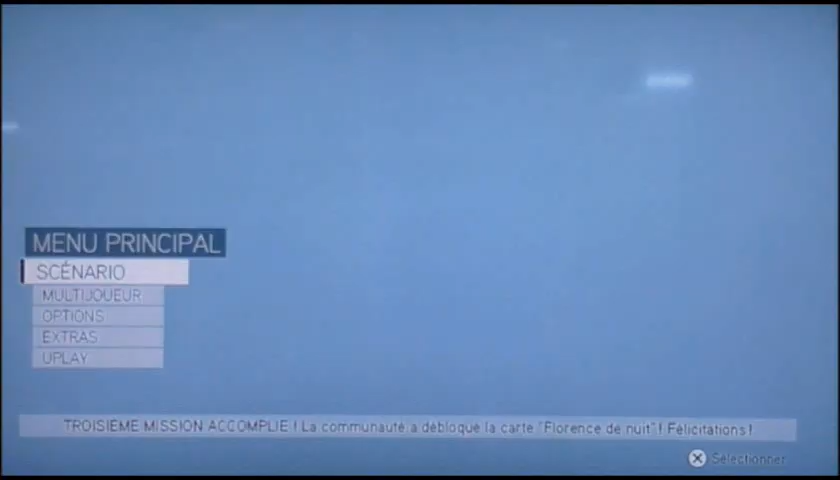 MENU PRINCIPAL
SCÉNARIO
MULTIJOUEUR
OPTIONS
EXTRAS
UPLAY
TROISIÈME MISSION ACCOMPLIE ! La communauté a débloqué la carte "Florence de nuit" ! Félicitations !
Sélectionner